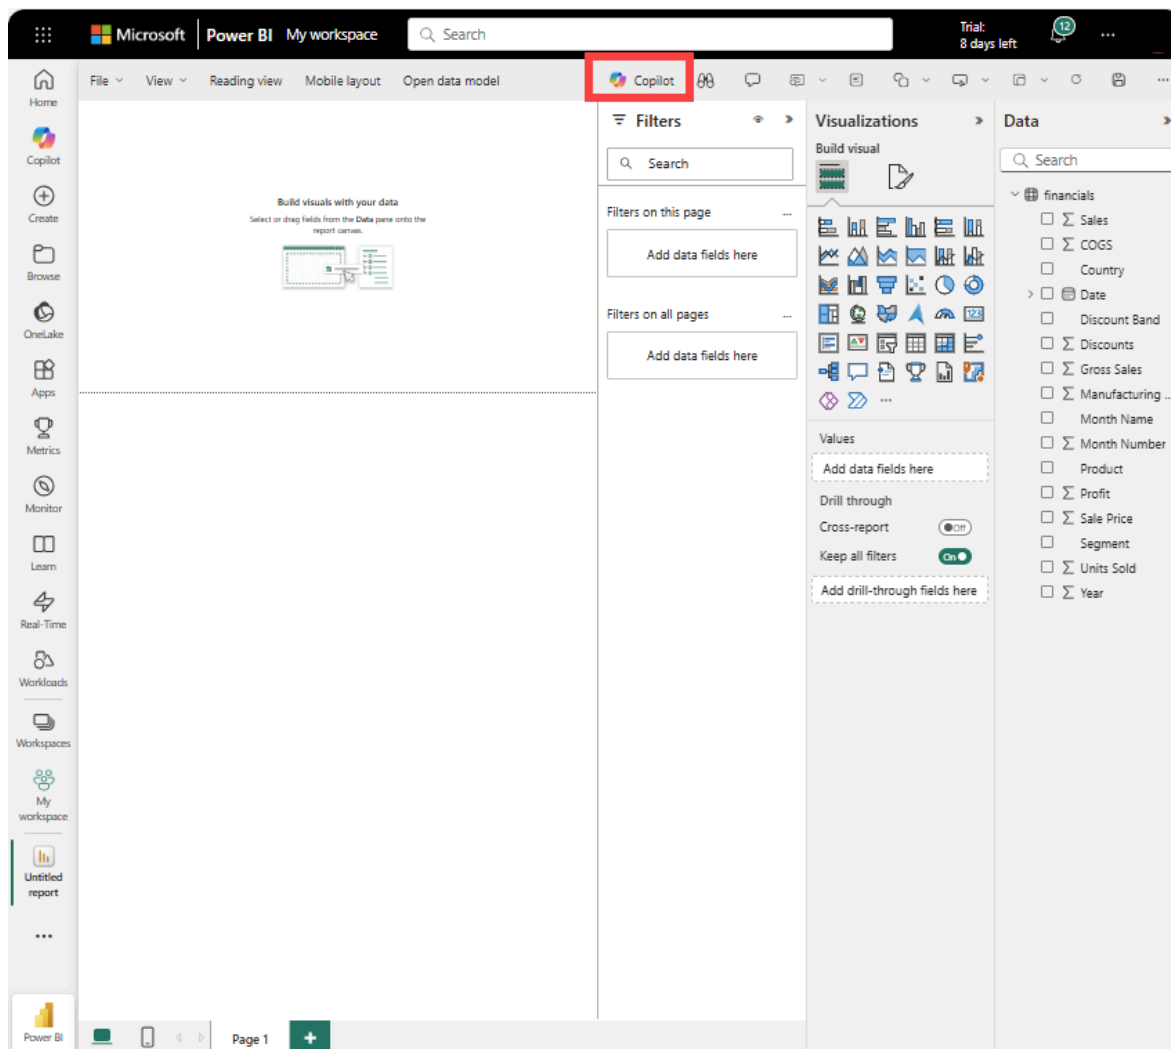 Microsoft Power BI My workspace Search Trial: 8 days left 12
File View Reading view Mobile layout Open data model Copilot
Home
Copilot
Create
Browse
OneLake
Apps
Metrics
Monitor
Learn
Real-Time
Workloads
Workspaces
My
workspace
Untitled
report
Power BI
Build visuals with your data
Select or drag fields from the Data pane onto the
report canvas.
Page 1
Filters
Search
Filters on this page
Add data fields here
Filters on all pages
Add data fields here
Visualizations
Build visual
123
Values
Add data fields here
Drill through
Cross-report Off
Keep all filters On
Add drill-through fields here
Data
Search
financials
Sales
COGS
Country
Date
Discount Band
Discounts
Gross Sales
Manufacturing ...
Month Name
Month Number
Product
Profit
Sale Price
Segment
Units Sold
Year